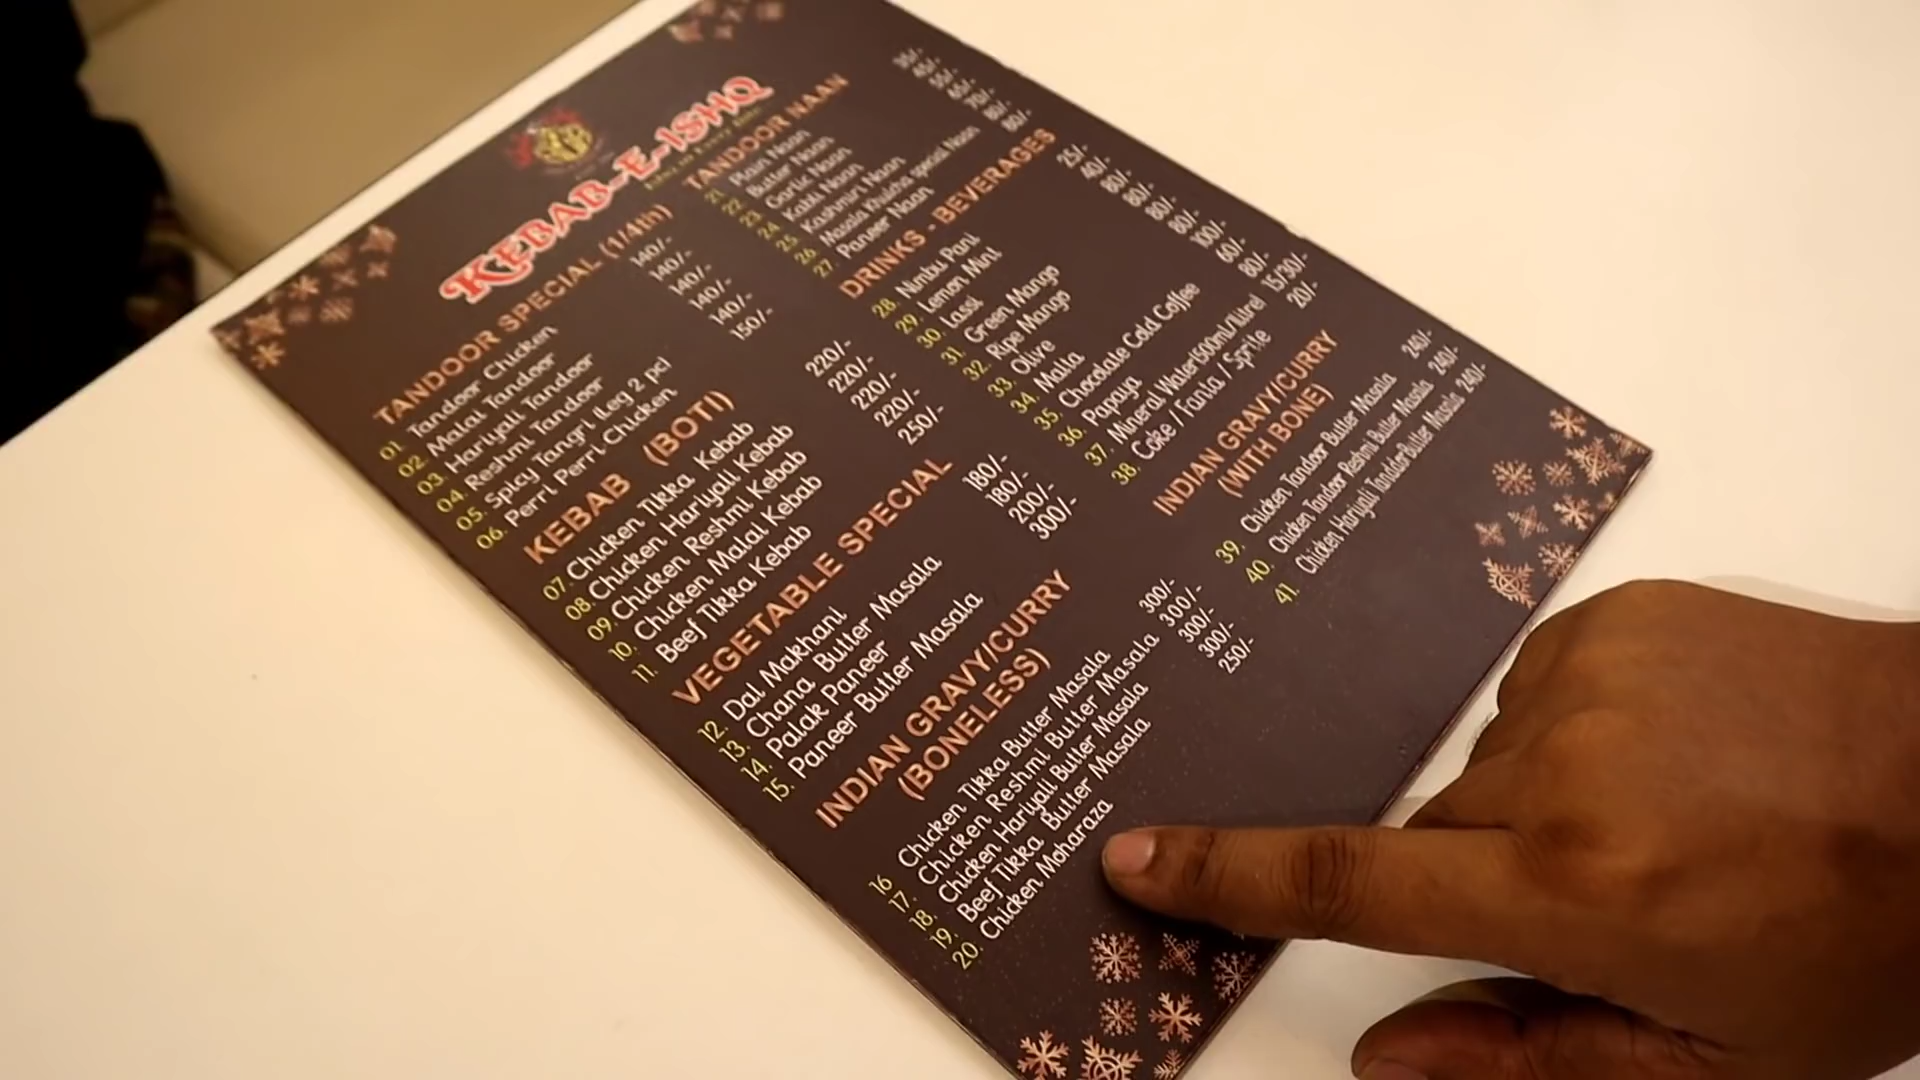 KEBAB-E-ISHQ
TANDOOR SPECIAL (1/4th)
01. Tandoor Chicken 140/-
02. Malai Tandoor 140/-
03. Hariyali Tandoor 140/-
04. Reshmi Tandoor 140/-
05. Spicy Tangri (leg 2 pc) 150/-
06. Perri Perri Chicken
KEBAB (BOTI)
07. Chicken Tikka Kebab 220/-
08. Chicken Hariyali Kebab 220/-
09. Chicken Reshmi Kebab 220/-
10. Chicken Malai Kebab 220/-
11. Beef Tikka Kebab 250/-
VEGETABLE SPECIAL
12. Dal Makhani 180/-
13. Chana Butter Masala 180/-
14. Palak Paneer 200/-
15. Paneer Butter Masala 300/-
INDIAN GRAVY/CURRY
(BONELESS)
16 Chicken Tikka Butter Masala 300/-
17. Chicken Reshmi Butter Masala 300/-
18. Chicken Hariyali Butter Masala 300/-
19. Beef Tikka Butter Masala 300/-
20. Chicken Moharaza 250/-
TANDOOR NAAN
21. Plain Naan 35/-
22. Butter Naan 45/-
23. Garlic Naan 55/-
24. Kabli Naan 65/-
25. Kashmiri Naan 70/-
26. Masala Khulcha special Naan 80/-
27. Paneer Naan 80/-
DRINKS - BEVERAGES
28. Nimbu Pani 25/-
29. Lemon Mint 40/-
30. Lassi 80/-
31. Green Mango 80/-
32. Ripe Mango 80/-
33. Olive 80/-
34. Malta 100/-
35. Chocolate Cold Coffee 60/-
36. Papaya 80/-
37. Mineral Water(500ml/1litre) 15/30/-
38. Coke / Fanta / Sprite 20/-
INDIAN GRAVY/CURRY
(WITH BONE)
39. Chicken Tandoor Butter Masala 240/-
40. Chicken Tandoor Reshmi Butter Masala 240/-
41. Chicken Hariyali TanddorButter Masala 240/-